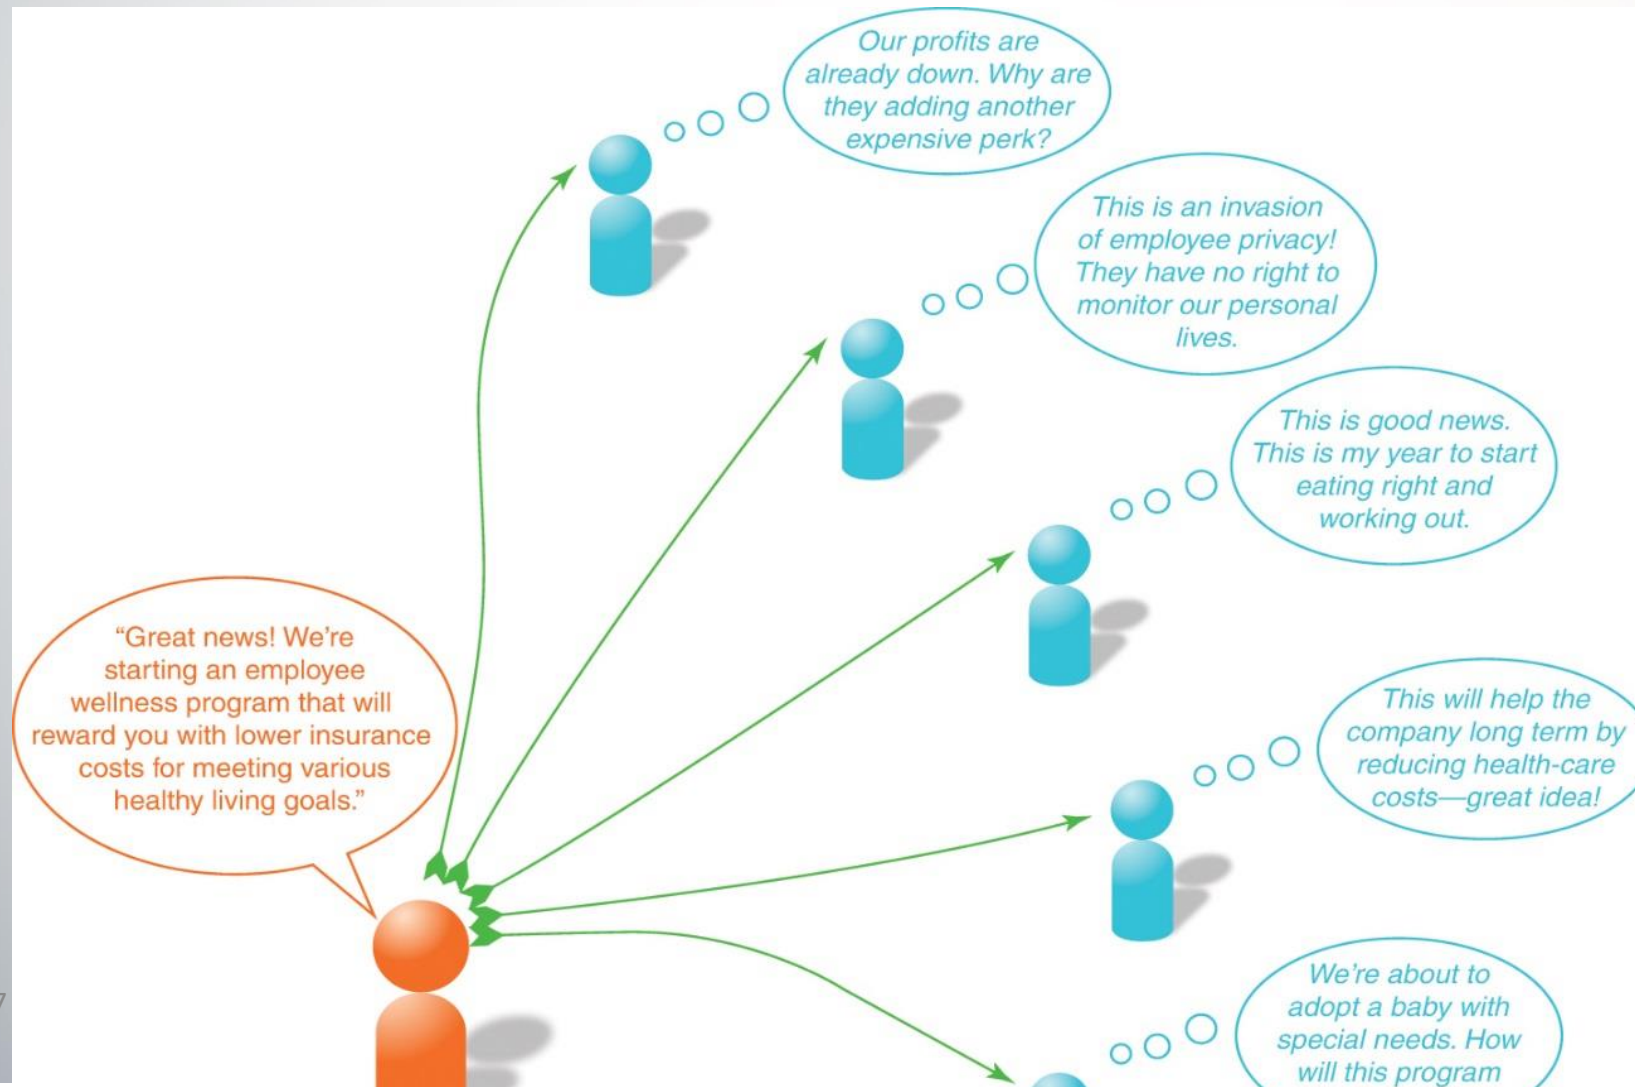 Our profits are
already down. Why are
they adding another
expensive perk?
This is an invasion
of employee privacy!
They have no right to
monitor our personal
lives.
This is good news.
This is my year to start
eating right and
working out.
“Great news! We’re
starting an employee
wellness program that will
reward you with lower insurance
costs for meeting various
healthy living goals.”
This will help the
company long term by
reducing health-care
costs—great idea!
We’re about to
adopt a baby with
special needs. How
will this program
7